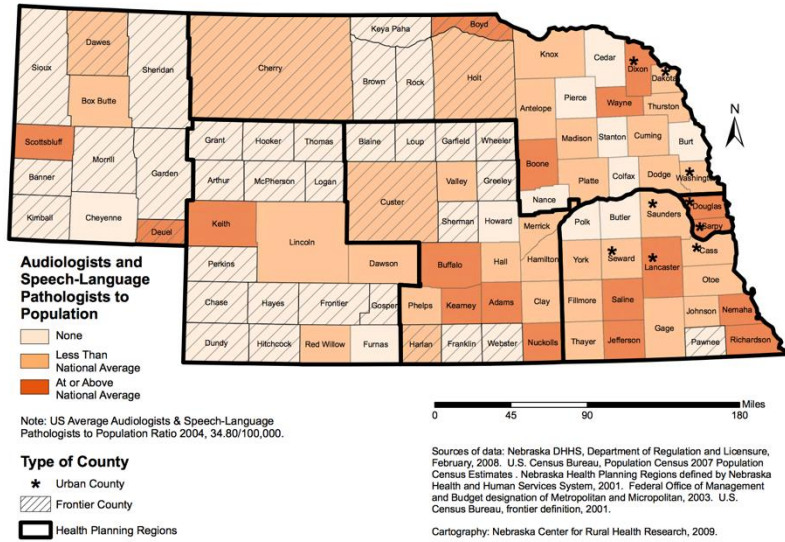 Keya Paha
Boyd
Dawes
Sioux
Sheridan
Cherry
Knox
Cedar
Dixon
Dakota
Box Butte
Brown
Rock
Holt
Antelope
Pierce
Wayne
Thurston
N
Scottsbluff
Morrill
Garden
Banner
Kimball
Cheyenne
Deuel
Grant
Hooker
Thomas
Blaine
Loup
Garfield
Wheeler
Boone
Madison
Stanton
Cuming
Burt
Arthur
McPherson
Logan
Custer
Valley
Greeley
Nance
Platte
Colfax
Dodge
Washington
Keith
Lincoln
Sherman
Howard
Merrick
Polk
Butler
Saunders
Douglas
Sarpy
Perkins
Dawson
Buffalo
Hall
Hamilton
York
Seward
Lancaster
Cass
Otoe
Chase
Hayes
Frontier
Gosper
Phelps
Kearney
Adams
Clay
Fillmore
Saline
Johnson
Nemaha
Dundy
Hitchcock
Red Willow
Furnas
Harlan
Franklin
Webster
Nuckolls
Thayer
Jefferson
Gage
Pawnee
Richardson
Audiologists and
Speech-Language
Pathologists to
Population
None
Less Than
National Average
At or Above
National Average
Note: US Average Audiologists & Speech-Language
Pathologists to Population Ratio 2004, 34.80/100,000.
Type of County
Urban County
Frontier County
Health Planning Regions
Miles
0 45 90 180
Sources of data: Nebraska DHHS, Department of Regulation and Licensure,
February, 2008. U.S. Census Bureau, Population Census 2007 Population
Census Estimates . Nebraska Health Planning Regions defined by Nebraska
Health and Human Services System, 2001. Federal Office of Management
and Budget designation of Metropolitan and Micropolitan, 2003. U.S.
Census Bureau, frontier definition, 2001.
Cartography: Nebraska Center for Rural Health Research, 2009.